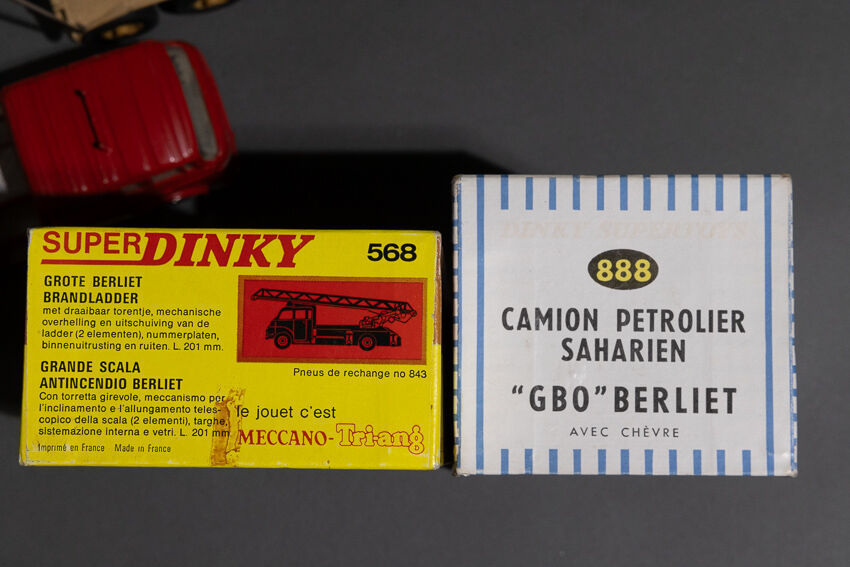 SUPER DINKY 568
GROTE BERLIET
BRANDLADDER
met draaibaar torentje, mechanische
overhelling en uitschuiving van de
ladder (2 elementen), nummerplaten,
binnenuitrusting en ruiten. L. 201 mm.
Pneus de rechange no 843
GRANDE SCALA
ANTINCENDIO BERLIET
Con torretta girevole, meccanismo per
l'inclinamento e l'allungamento teles-
copico della scala (2 elementi), targhe,
sistemazione interna e vetri. L. 201 mm
le jouet c'est
MECCANO-Tri-ang
Imprimé en France Made in France
DINKY SUPERTOYS
888
CAMION PETROLIER
SAHARIEN
"GBO" BERLIET
AVEC CHÈVRE